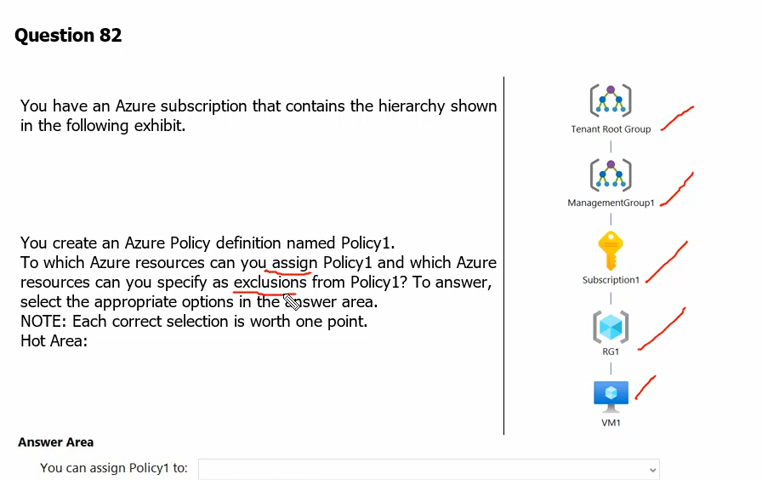 Question 82
You have an Azure subscription that contains the hierarchy shown
in the following exhibit.
You create an Azure Policy definition named Policy1.
To which Azure resources can you assign Policy1 and which Azure
resources can you specify as exclusions from Policy1? To answer,
select the appropriate options in the answer area.
NOTE: Each correct selection is worth one point.
Hot Area:
Tenant Root Group
ManagementGroup1
Subscription1
RG1
VM1
Answer Area
You can assign Policy1 to: